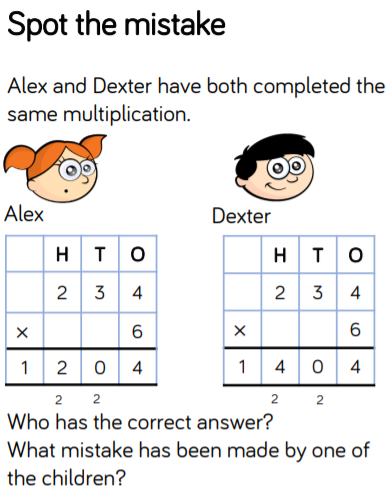 Spot the mistake
Alex and Dexter have both completed the
same multiplication.
Alex
H T O
2 3 4
× 6
1 2 0 4
2 2
Dexter
H T O
2 3 4
× 6
1 4 0 4
2 2
Who has the correct answer?
What mistake has been made by one of
the children?